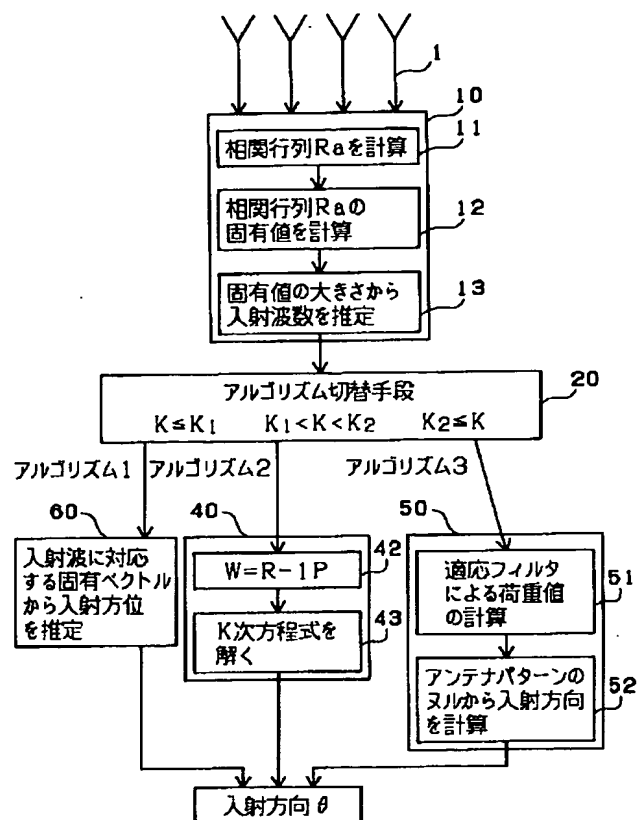 1
10
11
相関行列Raを計算
12
相関行列Raの
固有値を計算
13
固有値の大きさから
入射波数を推定
20
アルゴリズム切替手段
K≦K1 K1<K<K2 K2≦K
アルゴリズム1 アルゴリズム2 アルゴリズム3
60
入射波に対応
する固有ベクトル
から入射方位
を推定
40
42
W=R-1P
43
K次方程式を
解く
50
51
適応フィルタ
による荷重値
の計算
52
アンテナパターンの
ヌルから入射方向
を計算
入射方向θ